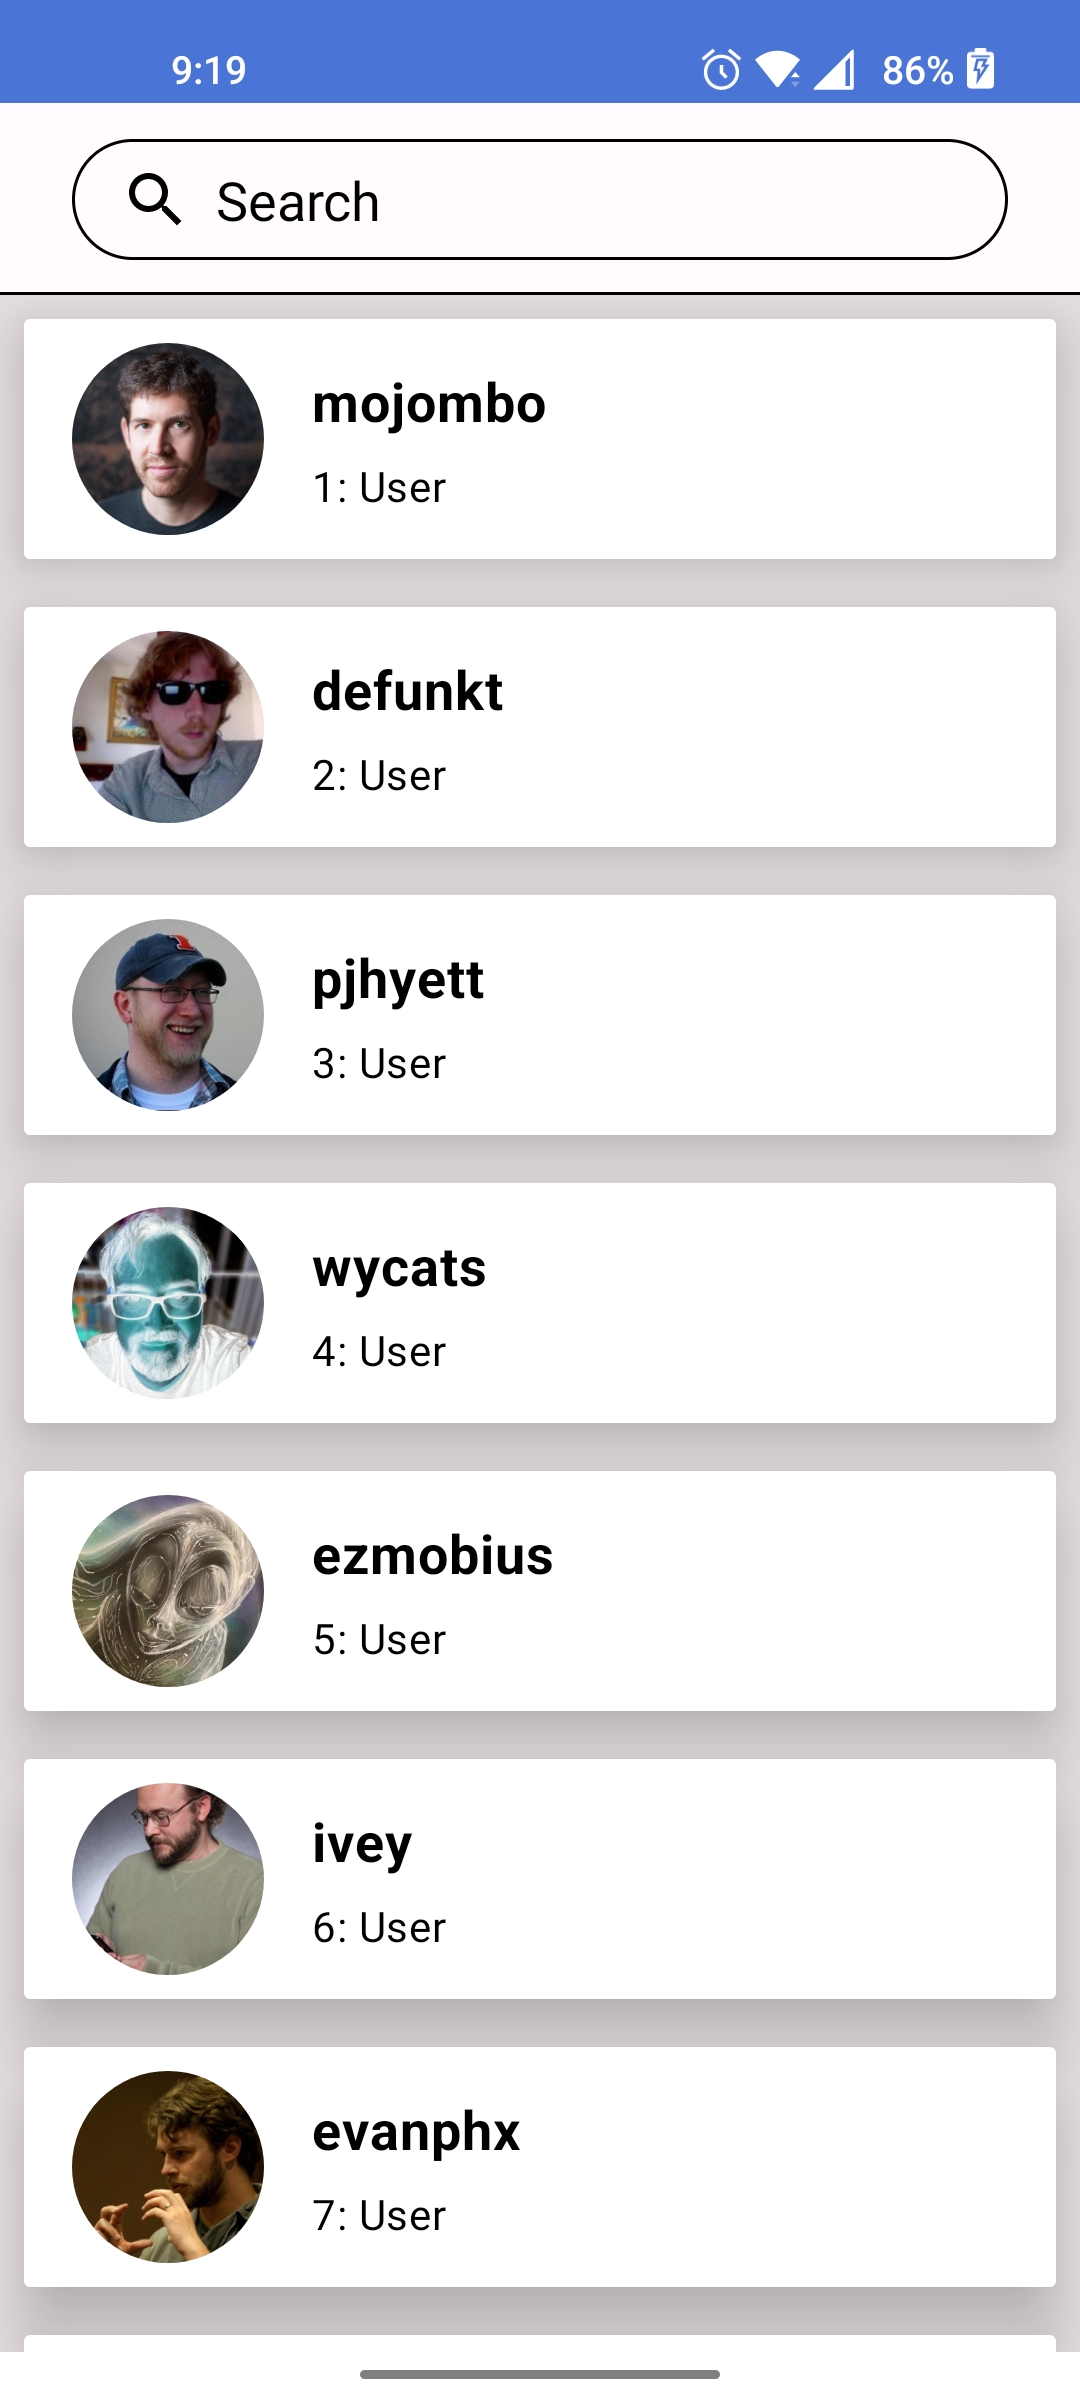 9:19 86%
Search
mojombo
1: User
defunkt
2: User
pjhyett
3: User
wycats
4: User
ezmobius
5: User
ivey
6: User
evanphx
7: User